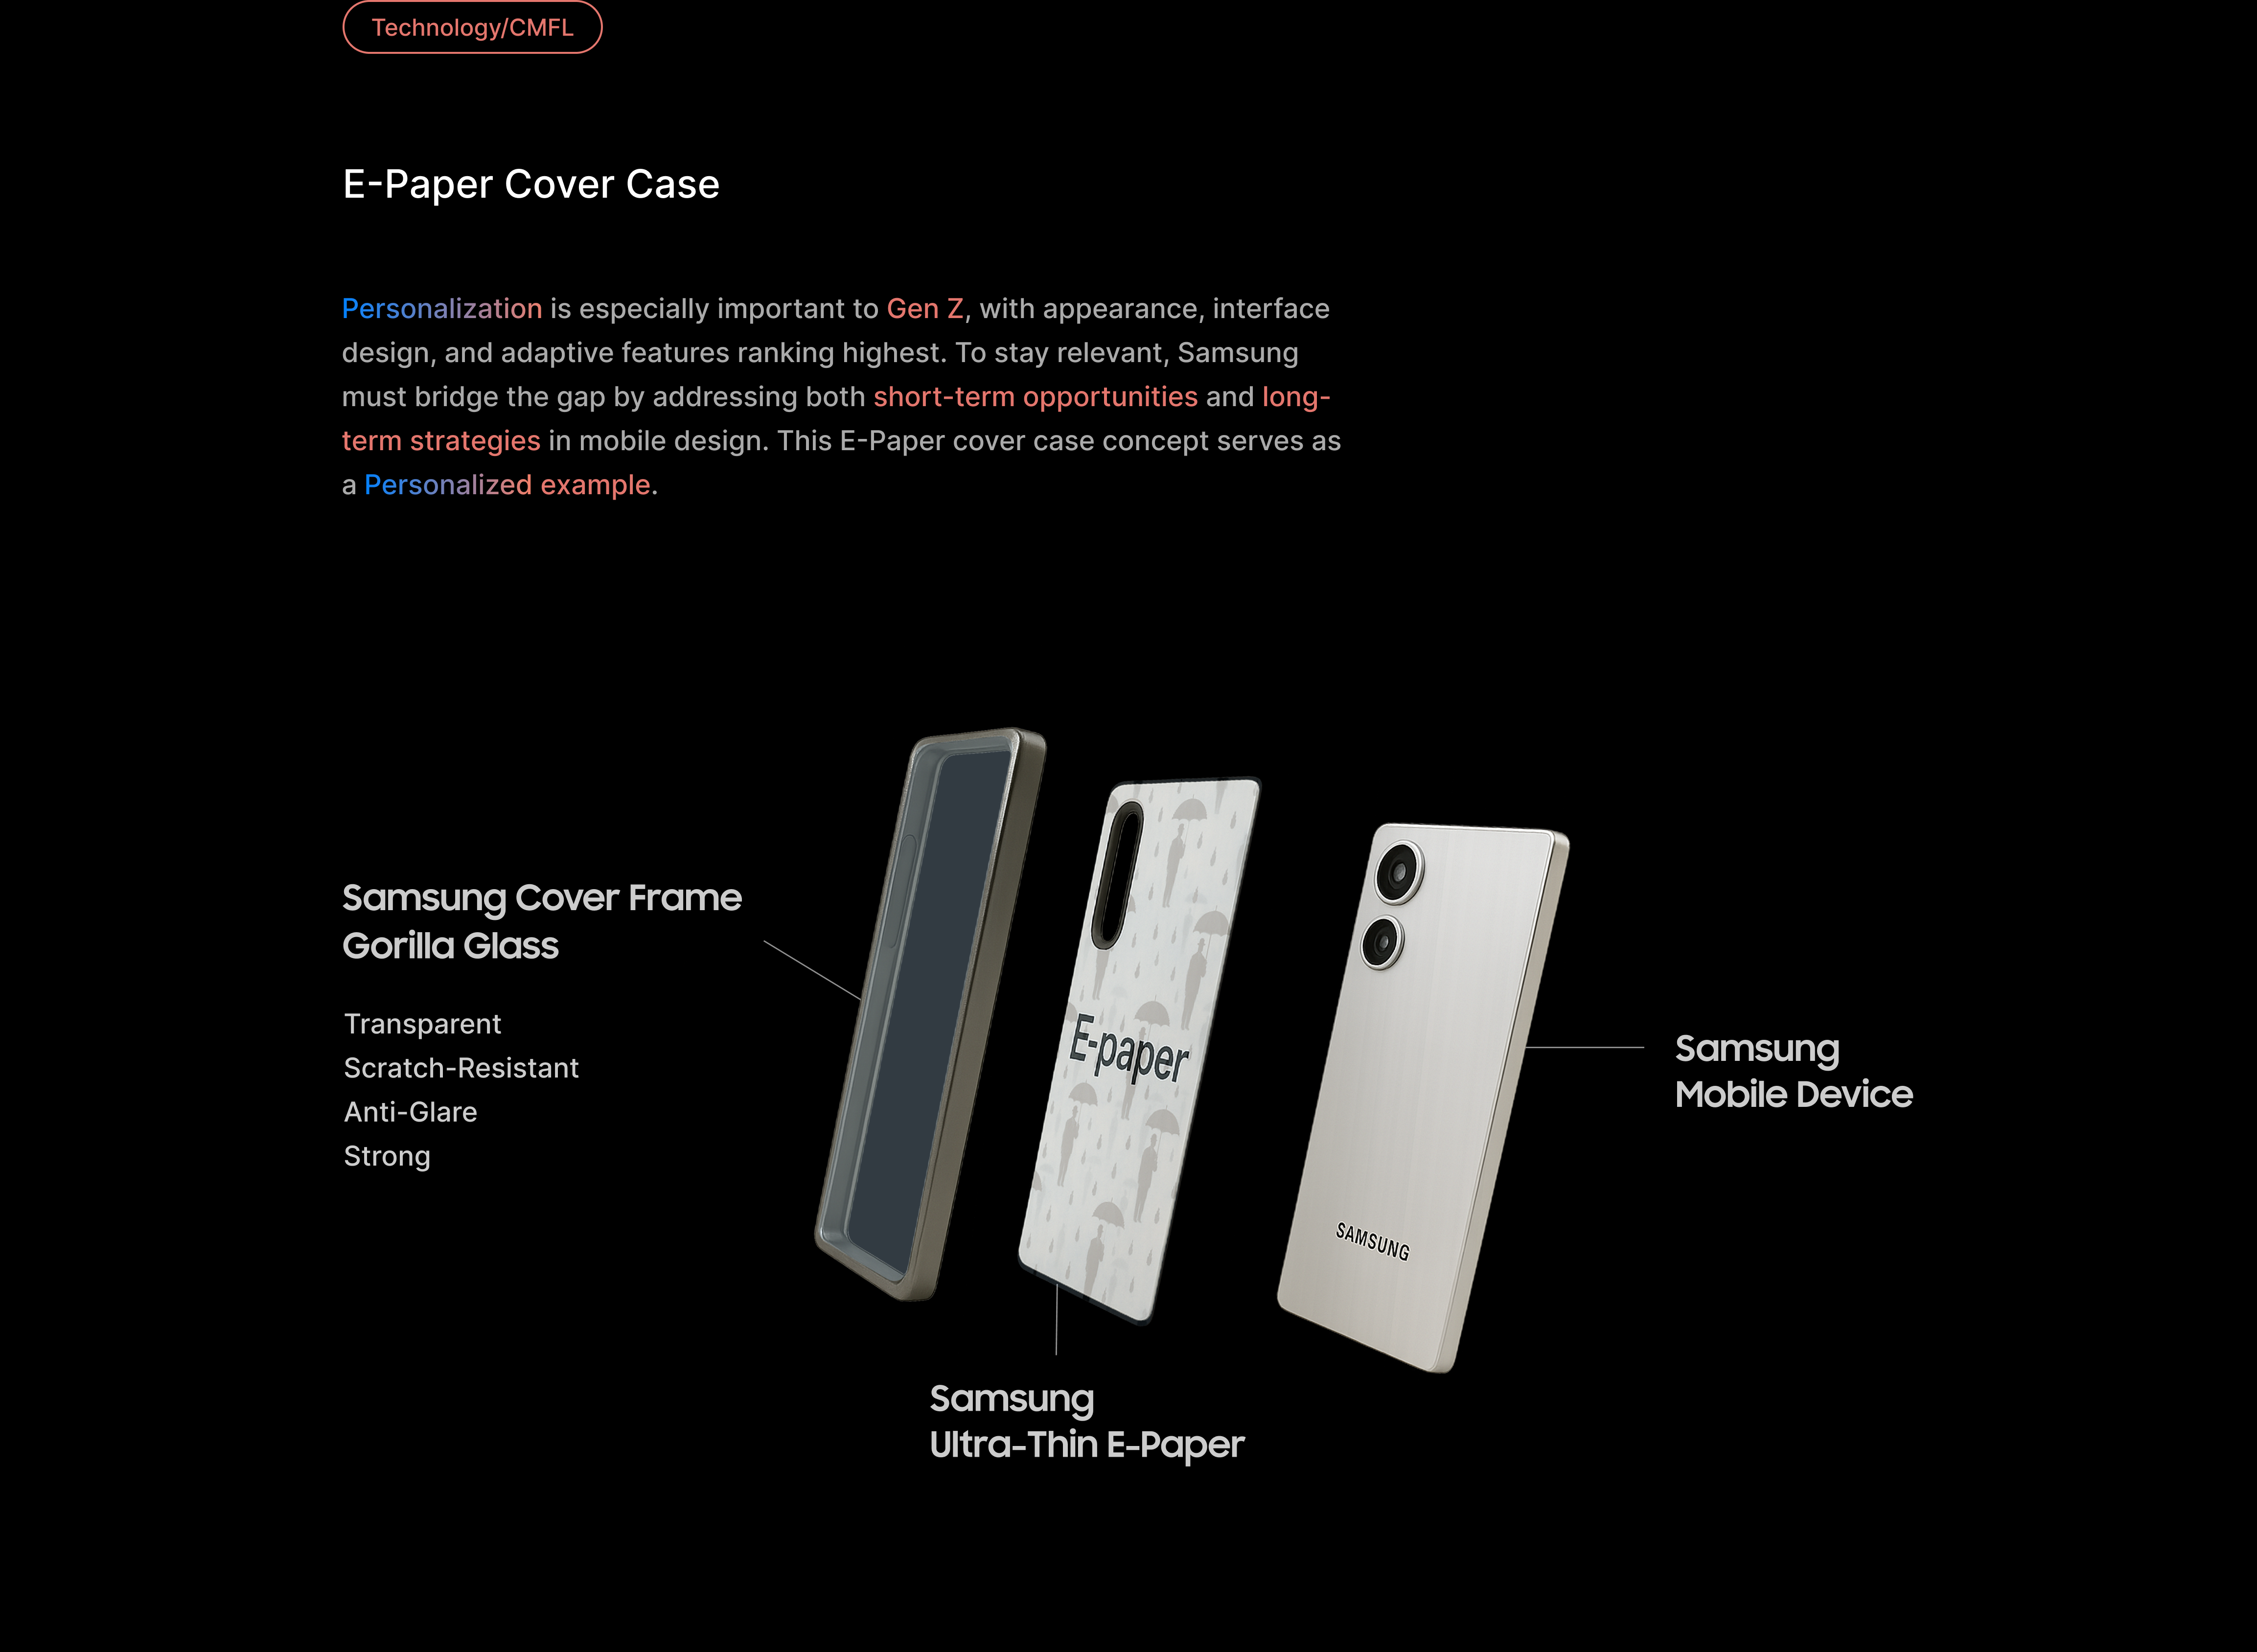 Technology/CMFL
E-Paper Cover Case
Personalization is especially important to Gen Z, with appearance, interface
design, and adaptive features ranking highest. To stay relevant, Samsung
must bridge the gap by addressing both short-term opportunities and long-
term strategies in mobile design. This E-Paper cover case concept serves as
a Personalized example.
Samsung Cover Frame
Gorilla Glass
Transparent
Scratch-Resistant
Anti-Glare
Strong
E-paper
SAMSUNG
Samsung
Mobile Device
Samsung
Ultra-Thin E-Paper